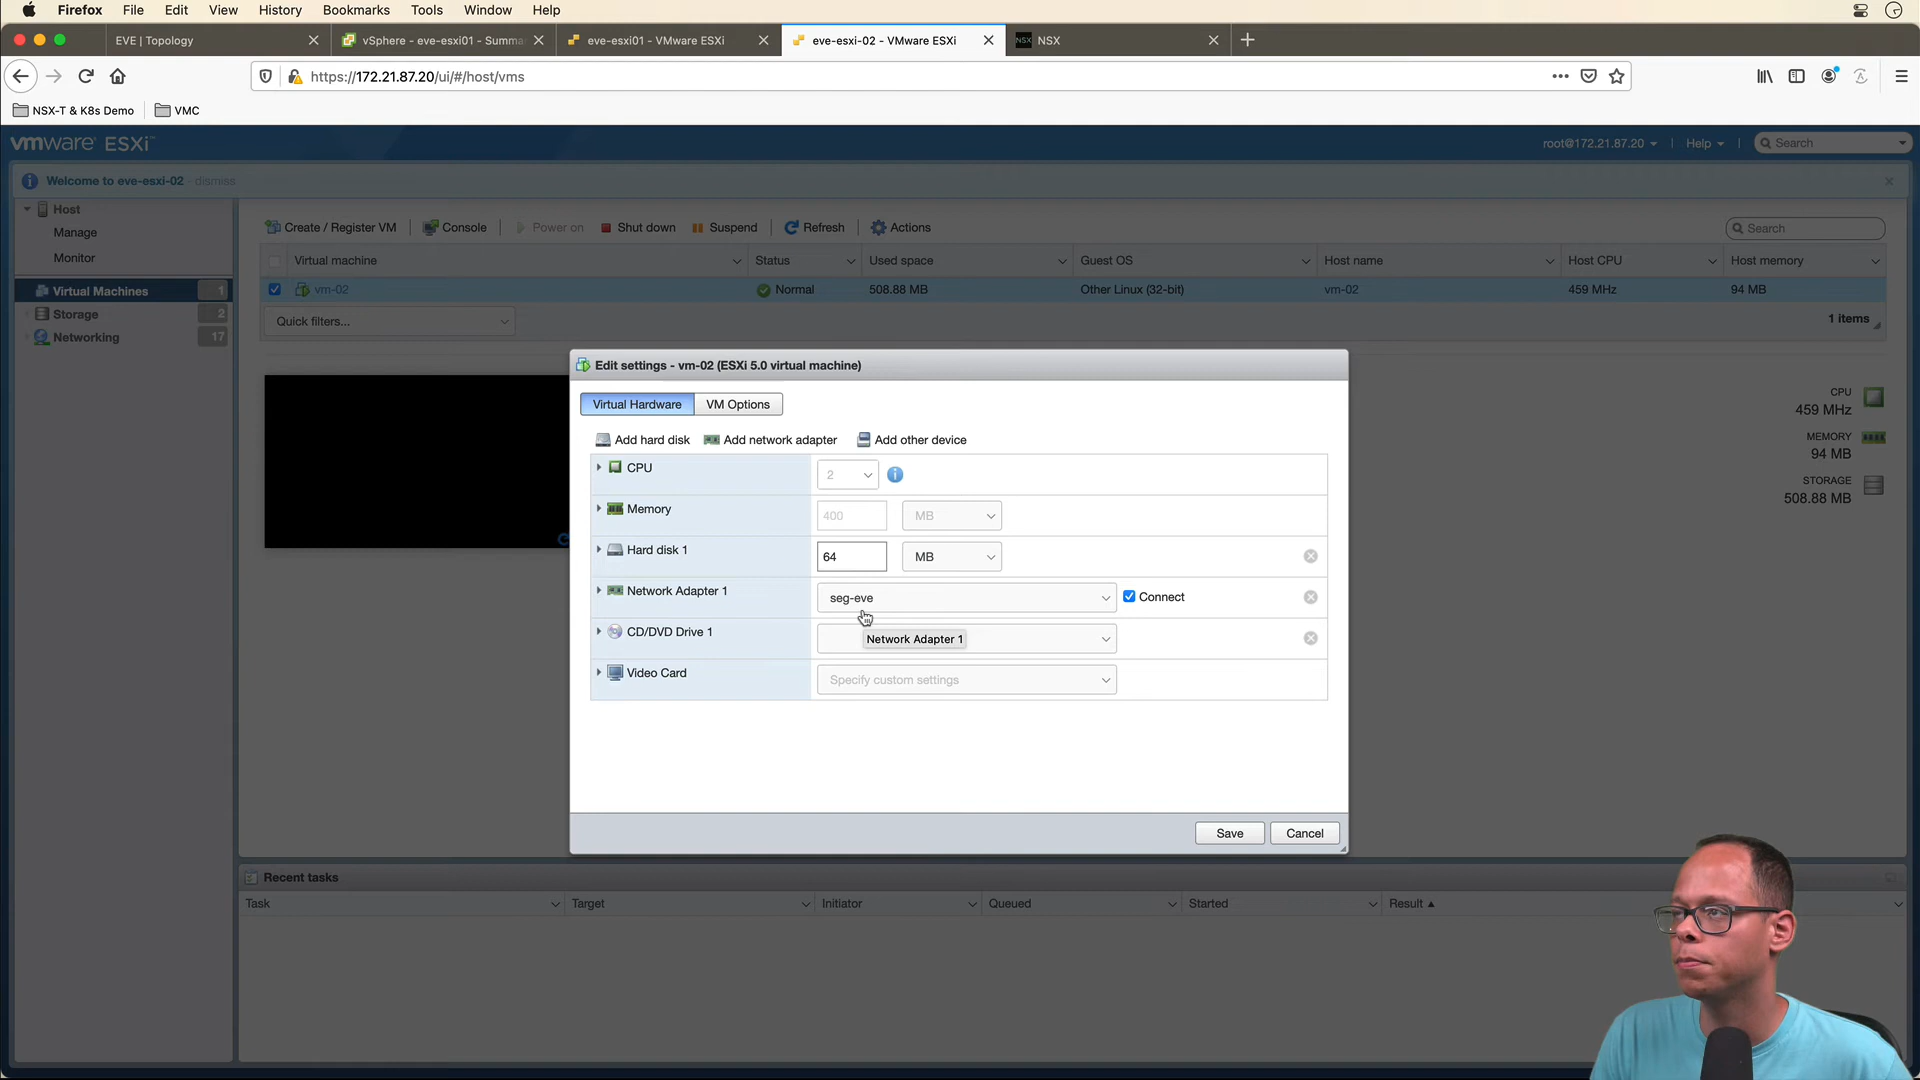 Firefox File Edit View History Bookmarks Tools Window Help
EVE | Topology vSphere - eve-esxi01 - Summa eve-esxi01 - VMware ESXi eve-esxi-02 - VMware ESXi NSX NSX
https://172.21.87.20/ui/#/host/vms
NSX-T & K8s Demo VMC
vmware ESXi™ root@172.21.87.20 | Help | Search
Welcome to eve-esxi-02 - dismiss
Host
Manage
Monitor
Virtual Machines 1
Storage 2
Networking 17
Create / Register VM | Console | Power on Shut down Suspend | Refresh | Actions Search
Virtual machine Status Used space Guest OS Host name Host CPU Host memory
vm-02 Normal 508.88 MB Other Linux (32-bit) vm-02 459 MHz 94 MB
Quick filters... 1 items
CPU
459 MHz
MEMORY
94 MB
STORAGE
508.88 MB
Edit settings - vm-02 (ESXi 5.0 virtual machine)
Virtual Hardware VM Options
Add hard disk Add network adapter Add other device
CPU 2
Memory 400 MB
Hard disk 1 64 MB
Network Adapter 1 seg-eve Connect
CD/DVD Drive 1
Network Adapter 1
Video Card Specify custom settings
Save Cancel
Recent tasks
Task Target Initiator Queued Started Result